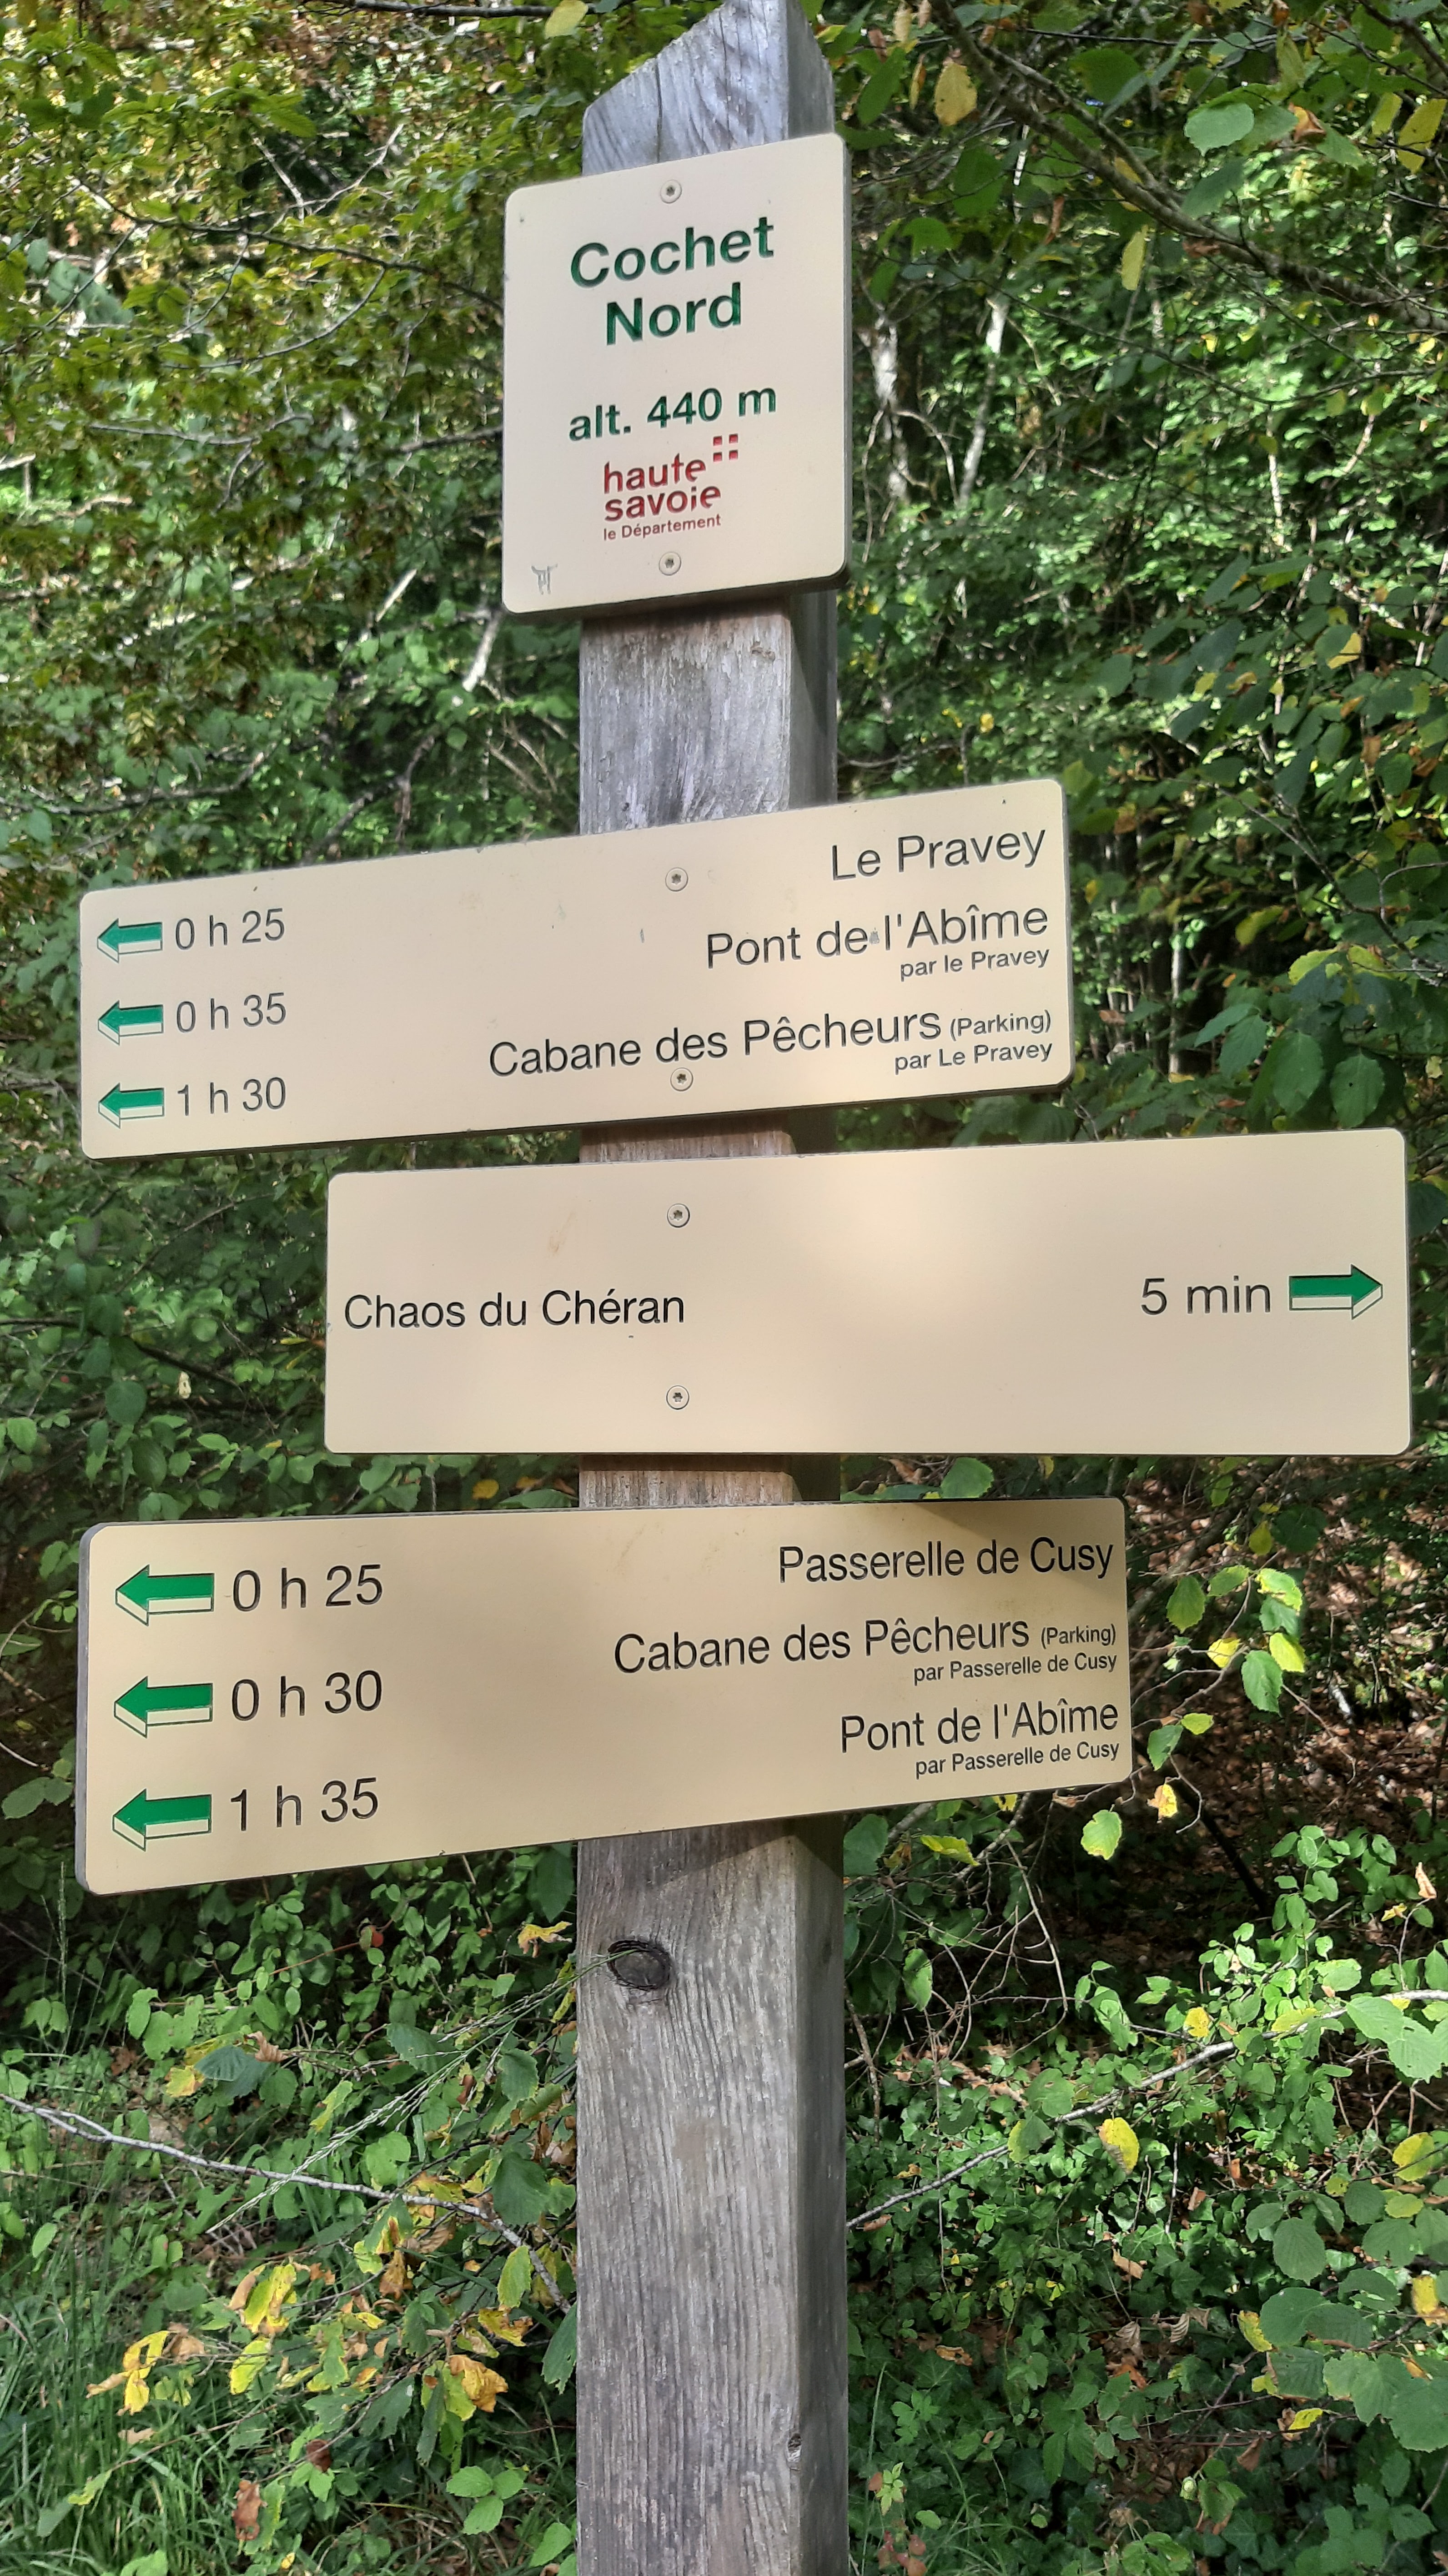 Cochet
Nord
alt. 440 m
haute
savoie
le Département
0 h 25 Le Pravey
0 h 35 Pont de l'Abîme
par le Pravey
1 h 30 Cabane des Pêcheurs (Parking)
par Le Pravey
Chaos du Chéran 5 min
0 h 25 Passerelle de Cusy
0 h 30 Cabane des Pêcheurs (Parking)
par Passerelle de Cusy
1 h 35 Pont de l'Abîme
par Passerelle de Cusy